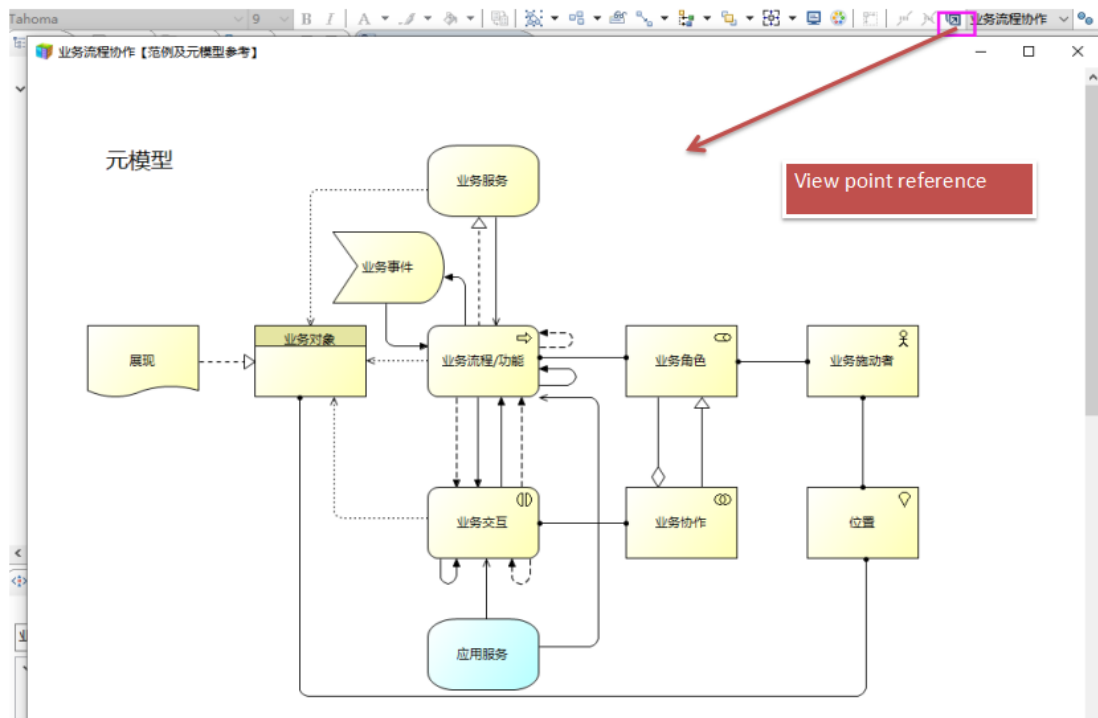 Tahoma
9
B I A
业务流程协作
业务流程协作【范例及元模型参考】
元模型
View point reference
业务服务
业务事件
展现
业务对象
业务流程/功能
业务角色
业务施动者
业务交互
业务协作
位置
应用服务